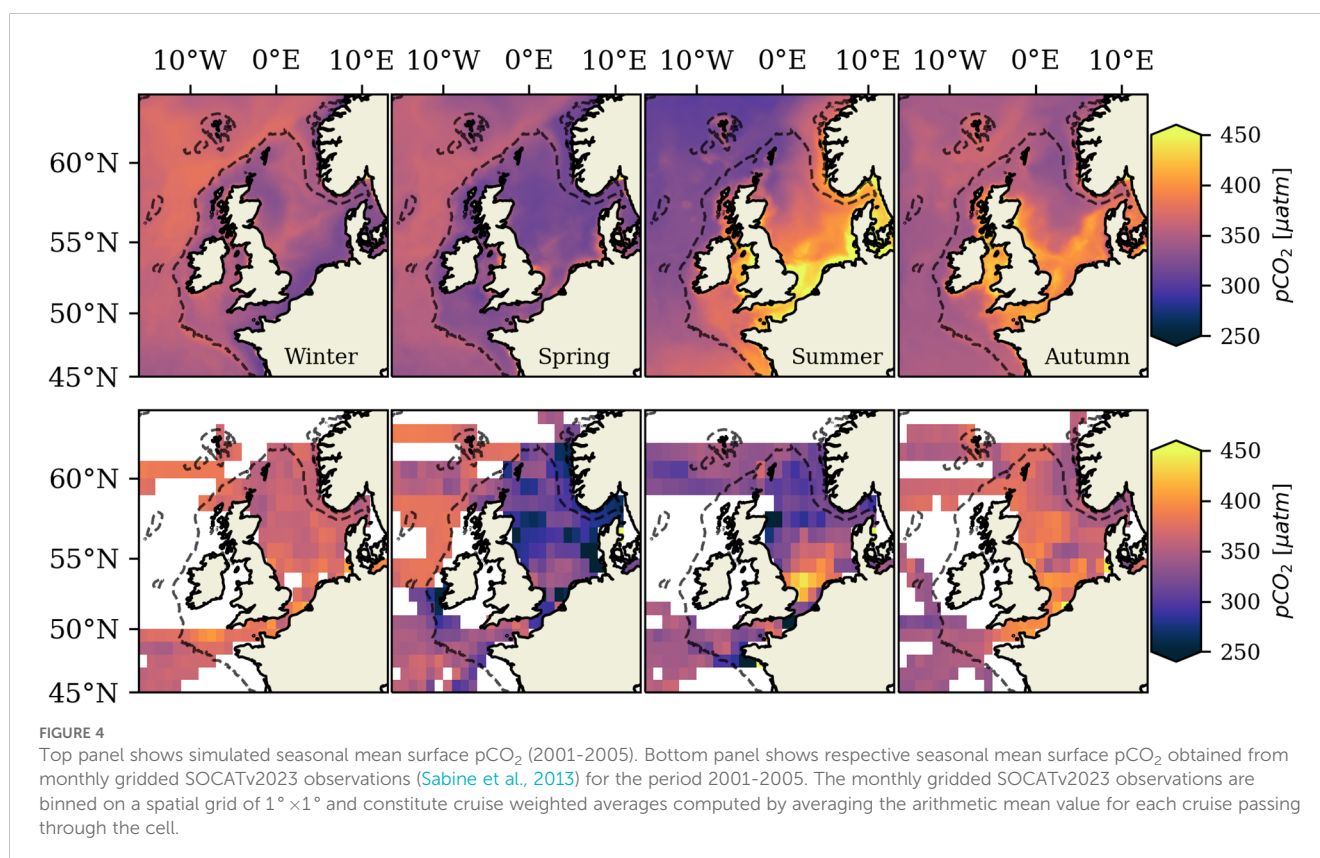 10°W 0°E 10°E 10°W 0°E 10°E 10°W 0°E 10°E 10°W 0°E 10°E
60°N
55°N
50°N
45°N
Winter Spring Summer Autumn
450
400
350
300
250
pCO₂ [μatm]
60°N
55°N
50°N
45°N
450
400
350
300
250
pCO₂ [μatm]
FIGURE 4
Top panel shows simulated seasonal mean surface pCO₂ (2001-2005). Bottom panel shows respective seasonal mean surface pCO₂ obtained from
monthly gridded SOCATv2023 observations (Sabine et al., 2013) for the period 2001-2005. The monthly gridded SOCATv2023 observations are
binned on a spatial grid of 1° ×1° and constitute cruise weighted averages computed by averaging the arithmetic mean value for each cruise passing
through the cell.